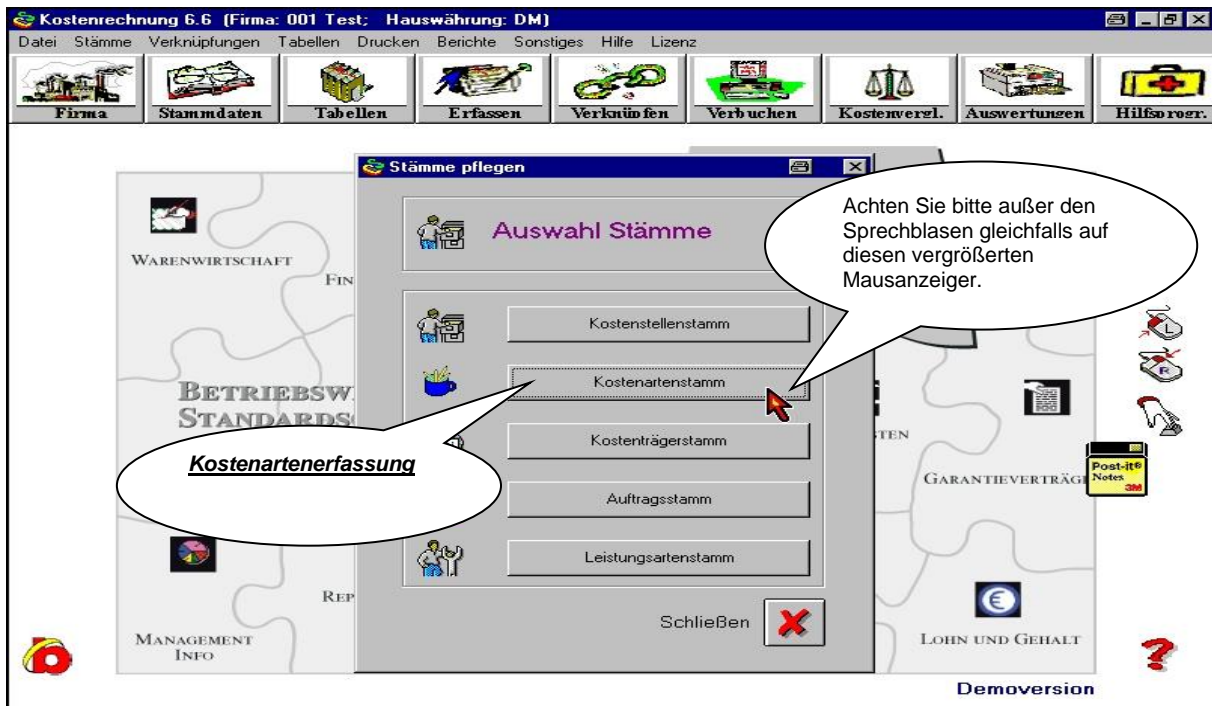 Kostenrechnung 6.6 (Firma: 001 Test; Hauswährung: DM)
Datei Stämme Verknüpfungen Tabellen Drucken Berichte Sonstiges Hilfe Lizenz
Firma Stammdaten Tabellen Erfassen Verknüpfen Verbuchen Kostenvergl. Auswertungen Hilfsprogr.
Stämme pflegen
Auswahl Stämme
Achten Sie bitte außer den
Sprechblasen gleichfalls auf
diesen vergrößerten
Mausanzeiger.
WARENWIRTSCHAFT
FIN
Kostenstellenstamm
L
Kostenartenstamm
R
BETRIEBSW
STANDARDS
Kostenträgerstamm
TEN
Kostenartenerfassung
GARANTIEVERTRÄG
Post-it®
Notes
3M
Auftragsstamm
Leistungsartenstamm
REP
Schließen
MANAGEMENT
INFO
LOHN UND GEHALT
Demoversion